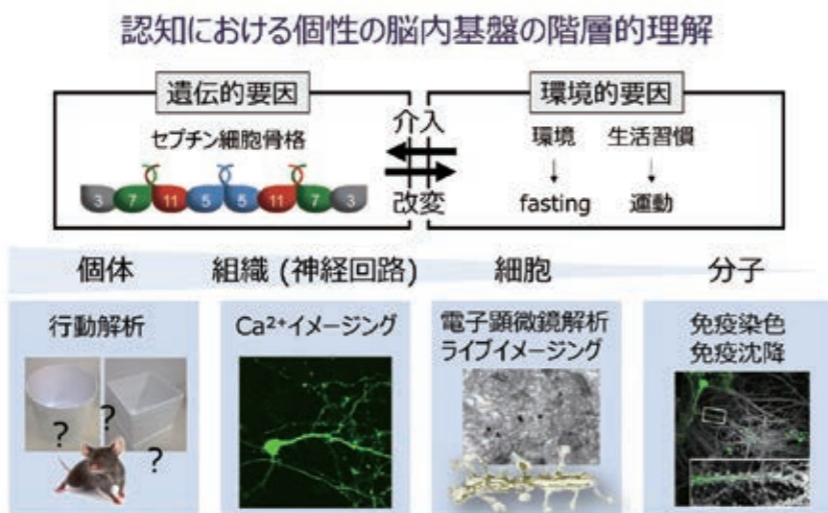 認知における個性の脳内基盤の階層的理解
遺伝的要因
セプチン細胞骨格
3 7 11 5 5 11 7 3
介入
改変
環境的要因
環境 生活習慣
fasting 運動
個体 組織 (神経回路) 細胞 分子
行動解析
? ? ?
Ca²⁺イメージング
電子顕微鏡解析
ライブイメージング
免疫染色
免疫沈降